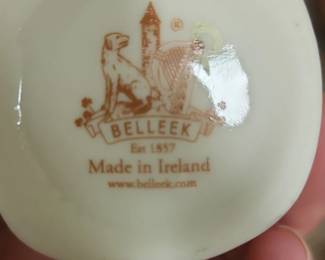 ®
BELLEEK
Est 1857
Made in Ireland
www.belleek.com